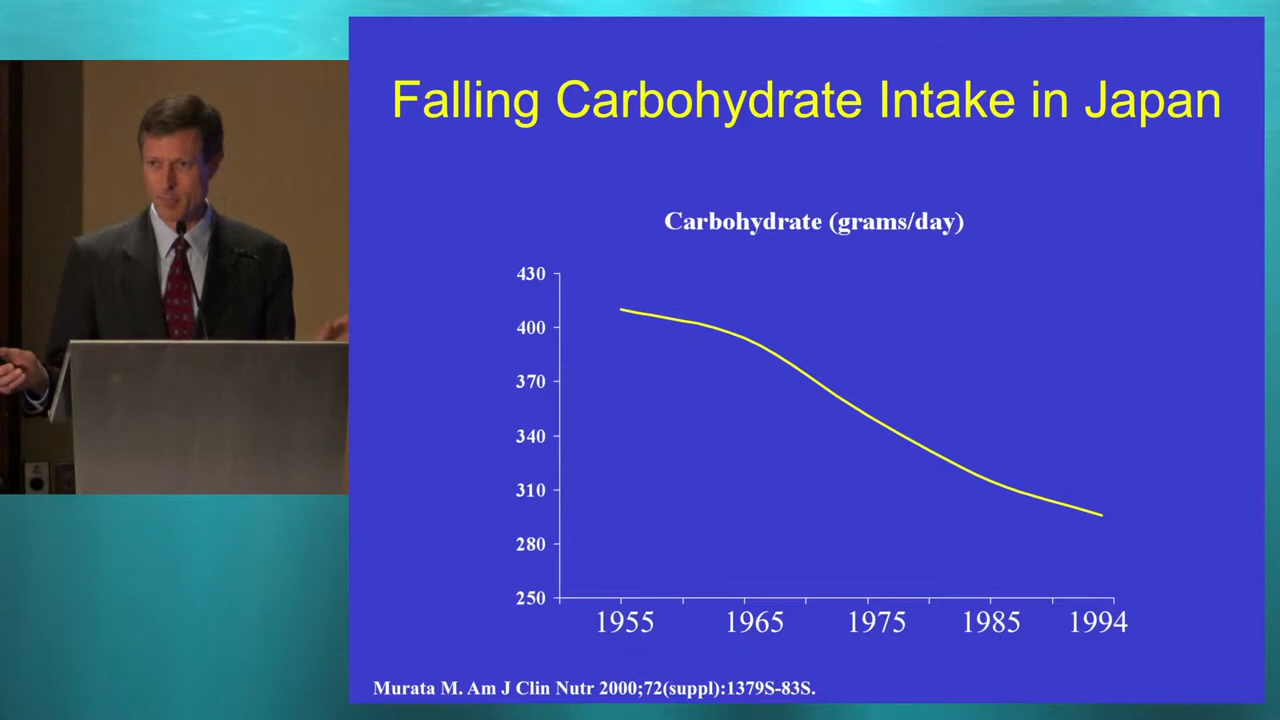 Falling Carbohydrate Intake in Japan
Carbohydrate (grams/day)
430
400
370
340
310
280
250
1955 1965 1975 1985 1994
Murata M. Am J Clin Nutr 2000;72(suppl):1379S-83S.